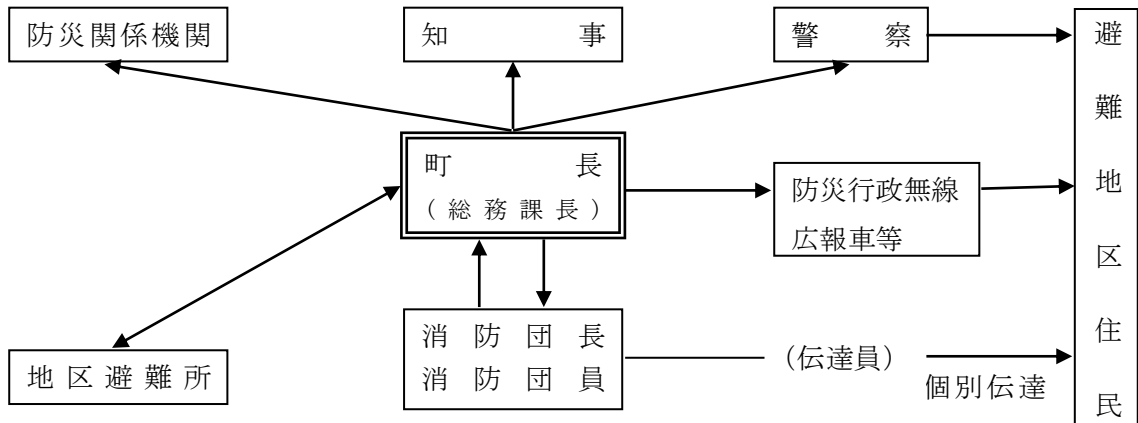 防災関係機関
知事
警察
避難地区住民
町長
(総務課長)
防災行政無線
広報車等
消防団長
消防団員
(伝達員)
個別伝達
地区避難所